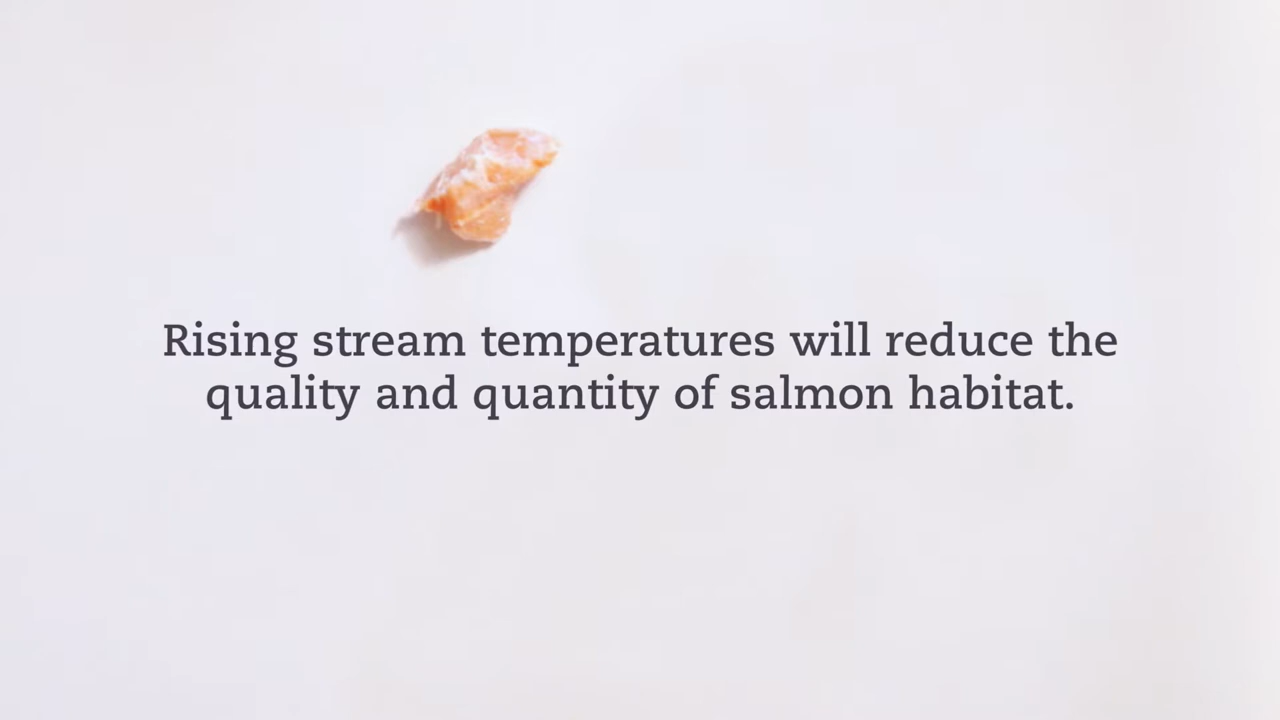 Rising stream temperatures will reduce the
quality and quantity of salmon habitat.